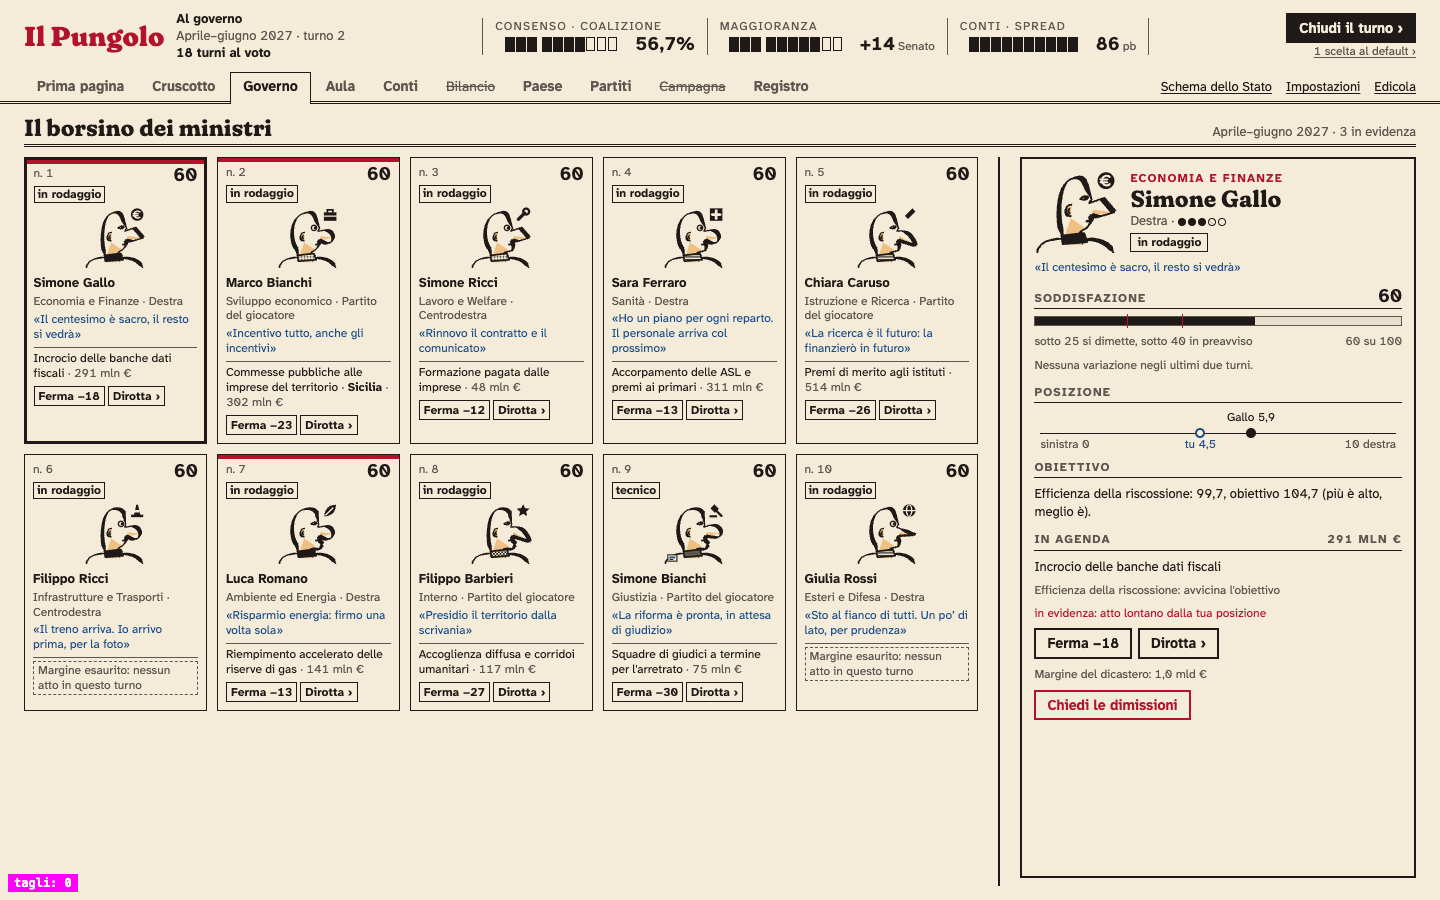 Il Pungolo
Al governo
Aprile–giugno 2027 · turno 2
18 turni al voto
CONSENSO · COALIZIONE
56,7%
MAGGIORANZA
+14 Senato
CONTI · SPREAD
86 pb
Chiudi il turno ›
1 scelta al default ›
Prima pagina
Cruscotto
Governo
Aula
Conti
Bilancio
Paese
Partiti
Campagna
Registro
Schema dello Stato
Impostazioni
Edicola
Il borsino dei ministri
Aprile–giugno 2027 · 3 in evidenza
n. 1
60
in rodaggio
Simone Gallo
Economia e Finanze · Destra
«Il centesimo è sacro, il resto
si vedrà»
Incrocio delle banche dati
fiscali · 291 mln €
Ferma −18
Dirotta ›
n. 2
60
in rodaggio
Marco Bianchi
Sviluppo economico · Partito
del giocatore
«Incentivo tutto, anche gli
incentivi»
Commesse pubbliche alle
imprese del territorio · Sicilia ·
302 mln €
Ferma −23
Dirotta ›
n. 3
60
in rodaggio
Simone Ricci
Lavoro e Welfare ·
Centrodestra
«Rinnovo il contratto e il
comunicato»
Formazione pagata dalle
imprese · 48 mln €
Ferma −12
Dirotta ›
n. 4
60
in rodaggio
Sara Ferraro
Sanità · Destra
«Ho un piano per ogni reparto.
Il personale arriva col
prossimo»
Accorpamento delle ASL e
premi ai primari · 311 mln €
Ferma −13
Dirotta ›
n. 5
60
in rodaggio
Chiara Caruso
Istruzione e Ricerca · Partito
del giocatore
«La ricerca è il futuro: la
finanzierò in futuro»
Premi di merito agli istituti ·
514 mln €
Ferma −26
Dirotta ›
n. 6
60
in rodaggio
Filippo Ricci
Infrastrutture e Trasporti ·
Centrodestra
«Il treno arriva. Io arrivo
prima, per la foto»
Margine esaurito: nessun
atto in questo turno
n. 7
60
in rodaggio
Luca Romano
Ambiente ed Energia · Destra
«Risparmio energia: firmo una
volta sola»
Riempimento accelerato delle
riserve di gas · 141 mln €
Ferma −13
Dirotta ›
n. 8
60
in rodaggio
Filippo Barbieri
Interno · Partito del giocatore
«Presidio il territorio dalla
scrivania»
Accoglienza diffusa e corridoi
umanitari · 117 mln €
Ferma −27
Dirotta ›
n. 9
60
tecnico
Simone Bianchi
Giustizia · Partito del giocatore
«La riforma è pronta, in attesa
di giudizio»
Squadre di giudici a termine
per l'arretrato · 75 mln €
Ferma −30
Dirotta ›
n. 10
60
in rodaggio
Giulia Rossi
Esteri e Difesa · Destra
«Sto al fianco di tutti. Un po' di
lato, per prudenza»
Margine esaurito: nessun
atto in questo turno
ECONOMIA E FINANZE
Simone Gallo
Destra ·
in rodaggio
«Il centesimo è sacro, il resto si vedrà»
SODDISFAZIONE
60
sotto 25 si dimette, sotto 40 in preavviso
60 su 100
Nessuna variazione negli ultimi due turni.
POSIZIONE
Gallo 5,9
sinistra 0
tu 4,5
10 destra
OBIETTIVO
Efficienza della riscossione: 99,7, obiettivo 104,7 (più è alto,
meglio è).
IN AGENDA
291 MLN €
Incrocio delle banche dati fiscali
Efficienza della riscossione: avvicina l'obiettivo
in evidenza: atto lontano dalla tua posizione
Ferma −18
Dirotta ›
Margine del dicastero: 1,0 mld €
Chiedi le dimissioni
tagli: 0